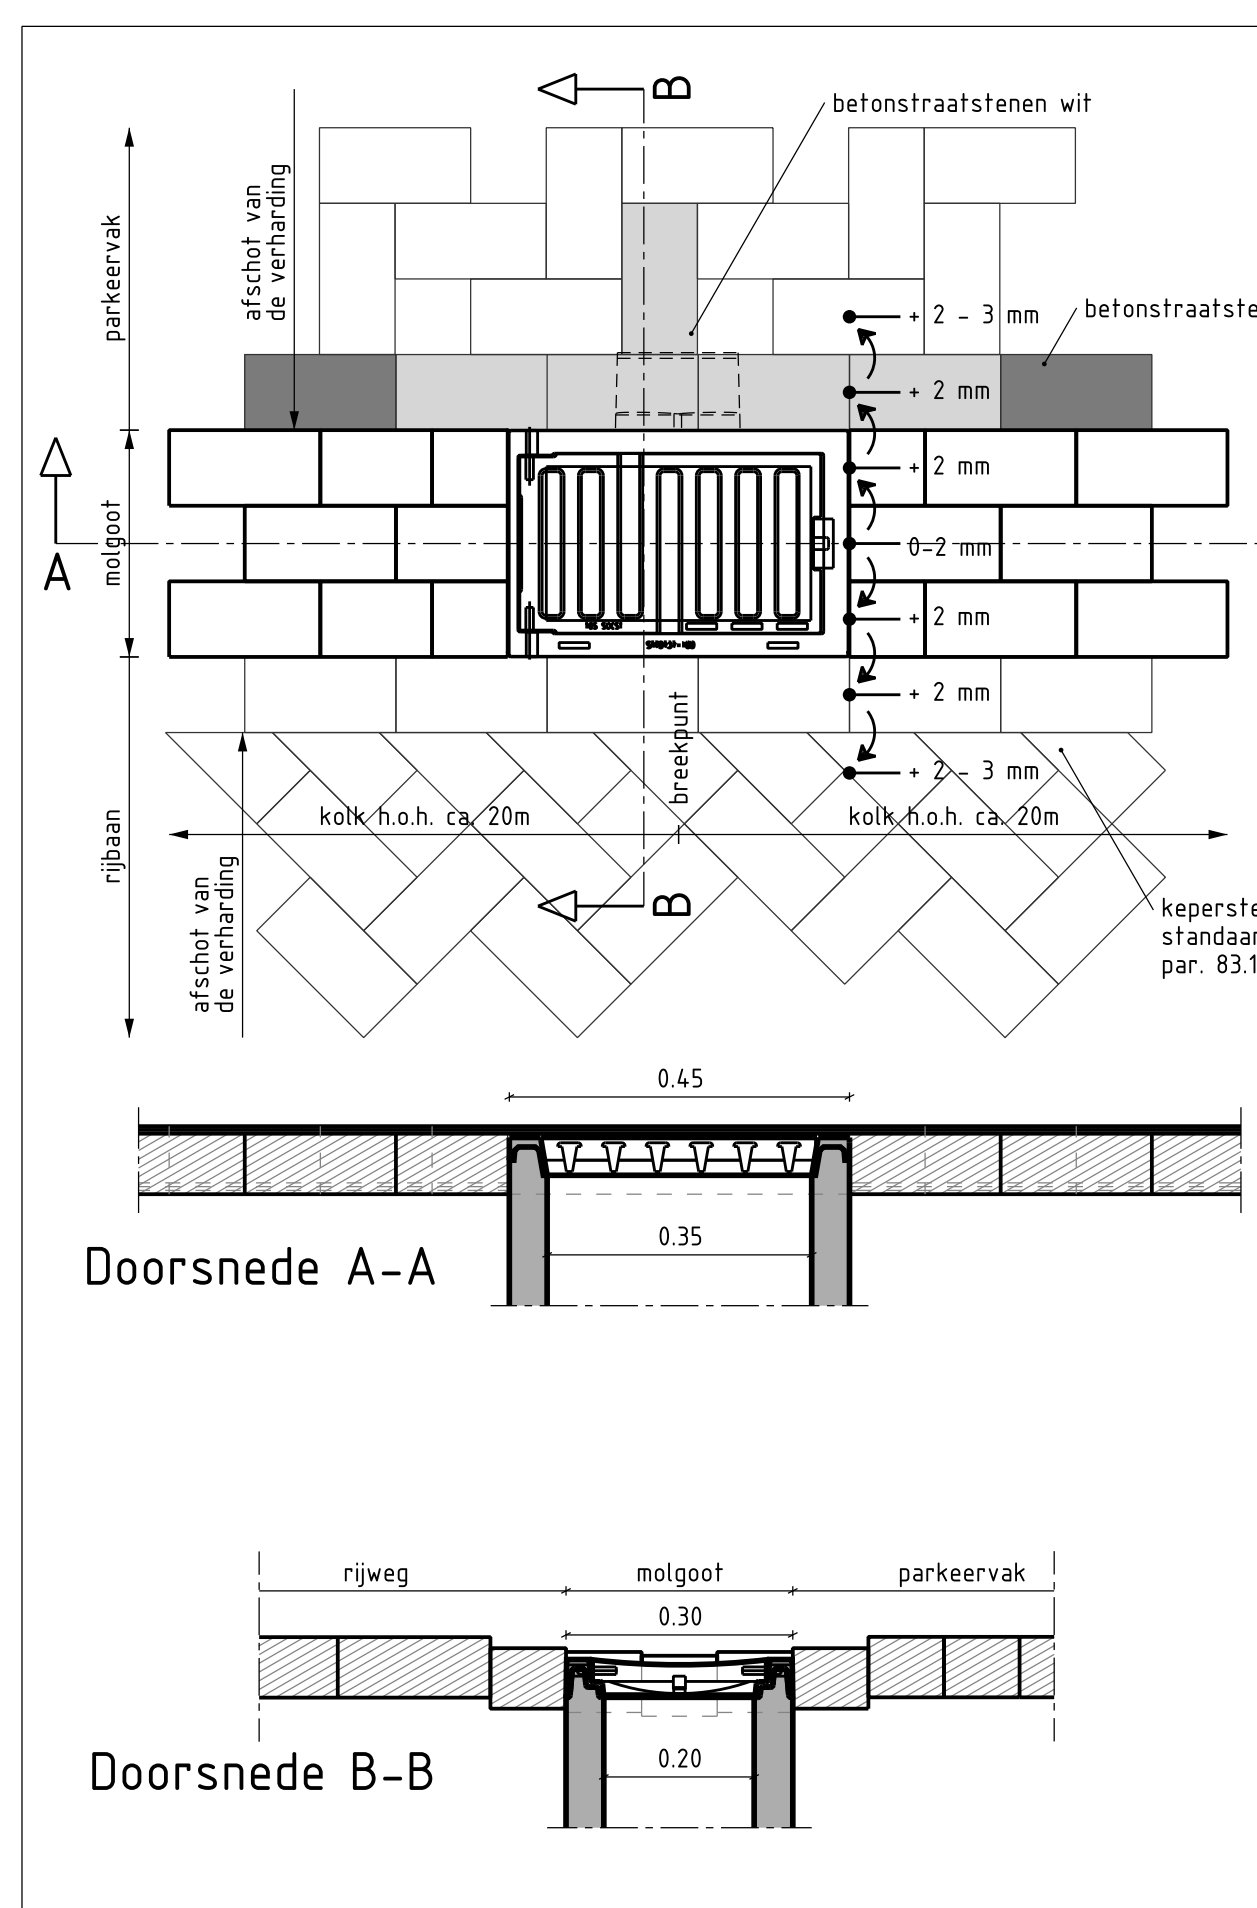 B
betonstraatstenen wit
parkeervak
afschot van
de verharding
+ 2 - 3 mm
betonstraatste
+ 2 mm
+ 2 mm
A
molgoot
0-2 mm
+ 2 mm
+ 2 mm
breekpunt
+ 2 - 3 mm
kolk h.o.h. ca. 20m
kolk h.o.h. ca. 20m
rijbaan
afschot van
de verharding
B
keperste
standaar
par. 83.1
0.45
0.35
Doorsnede A-A
rijweg
molgoot
parkeervak
0.30
0.20
Doorsnede B-B